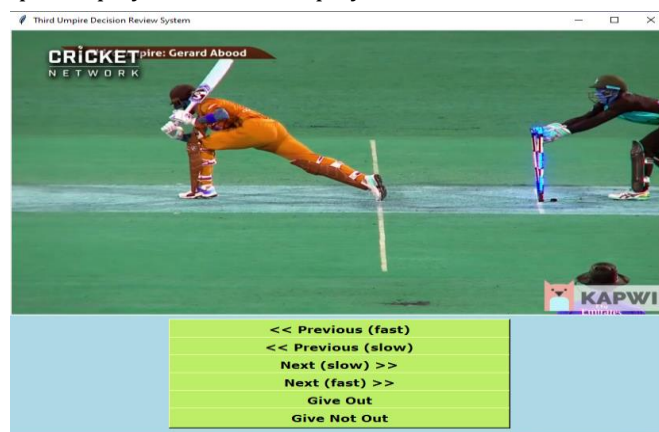 Third Umpire Decision Review System
CRICKET
NETWORK
pire: Gerard Abood
KAPWI
Emirates
<< Previous (fast)
<< Previous (slow)
Next (slow) >>
Next (fast) >>
Give Out
Give Not Out